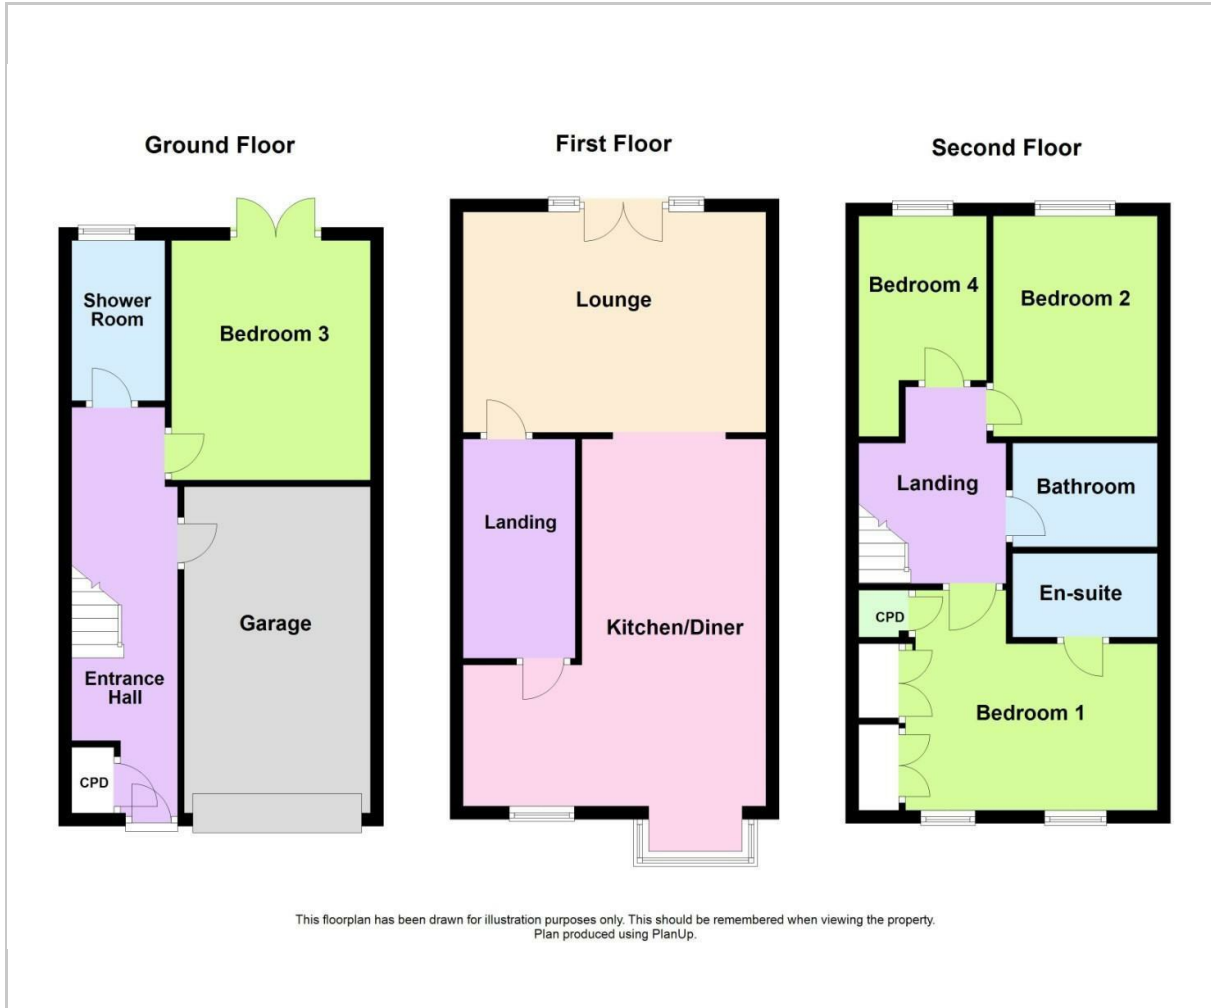 Ground Floor
Shower
Room
Bedroom 3
Garage
Entrance
Hall
CPD
First Floor
Lounge
Landing
Kitchen/Diner
Second Floor
Bedroom 4
Bedroom 2
Landing
Bathroom
En-suite
CPD
Bedroom 1
This floorplan has been drawn for illustration purposes only. This should be remembered when viewing the property.
Plan produced using PlanUp.